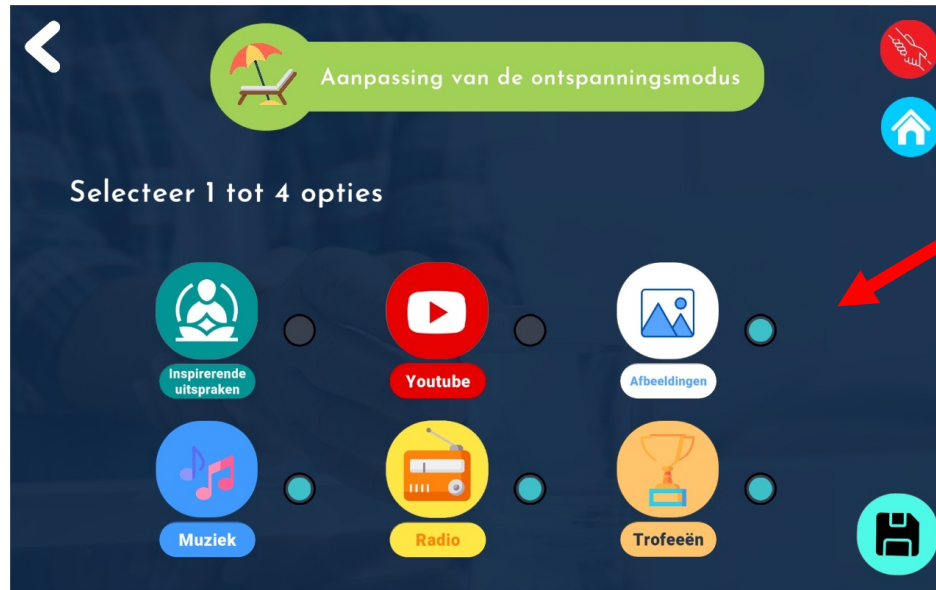 Aanpassing van de ontspanningsmodus
Selecteer 1 tot 4 opties
Inspirerende
uitspraken
Youtube
Afbeeldingen
Muziek
Radio
Trofeeën